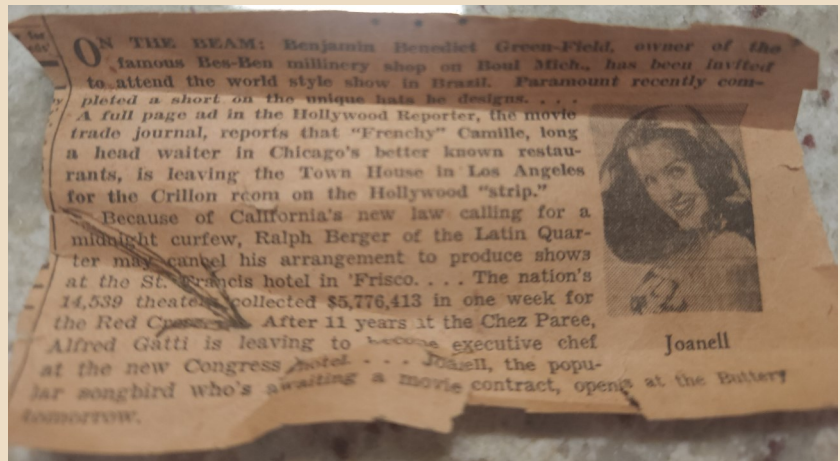 ON THE BEAM: Benjamin Benedict Green-Field, owner of the
famous Bes-Ben millinery shop on Boul Mich., has been invited
to attend the world style show in Brazil. Paramount recently com-
pleted a short on the unique hats he designs. . . .
A full page ad in the Hollywood Reporter, the movie
trade journal, reports that "Frenchy" Camille, long
a head waiter in Chicago's better known restau-
rants, is leaving the Town House in Los Angeles
for the Crillon room on the Hollywood "strip."
Because of California's new law calling for a
midnight curfew, Ralph Berger of the Latin Quar-
ter may cancel his arrangement to produce shows
at the St. Francis hotel in 'Frisco. . . . The nation's
14,539 theaters collected $5,776,413 in one week for
the Red After 11 years at the Chez Paree,
Alfred Gatti is leaving to become executive chef
at the new Congress hotel. . . . Joanell, the popu-
lar songbird who's awaiting a movie contract, opens at the Buttery
tomorrow.
Joanell